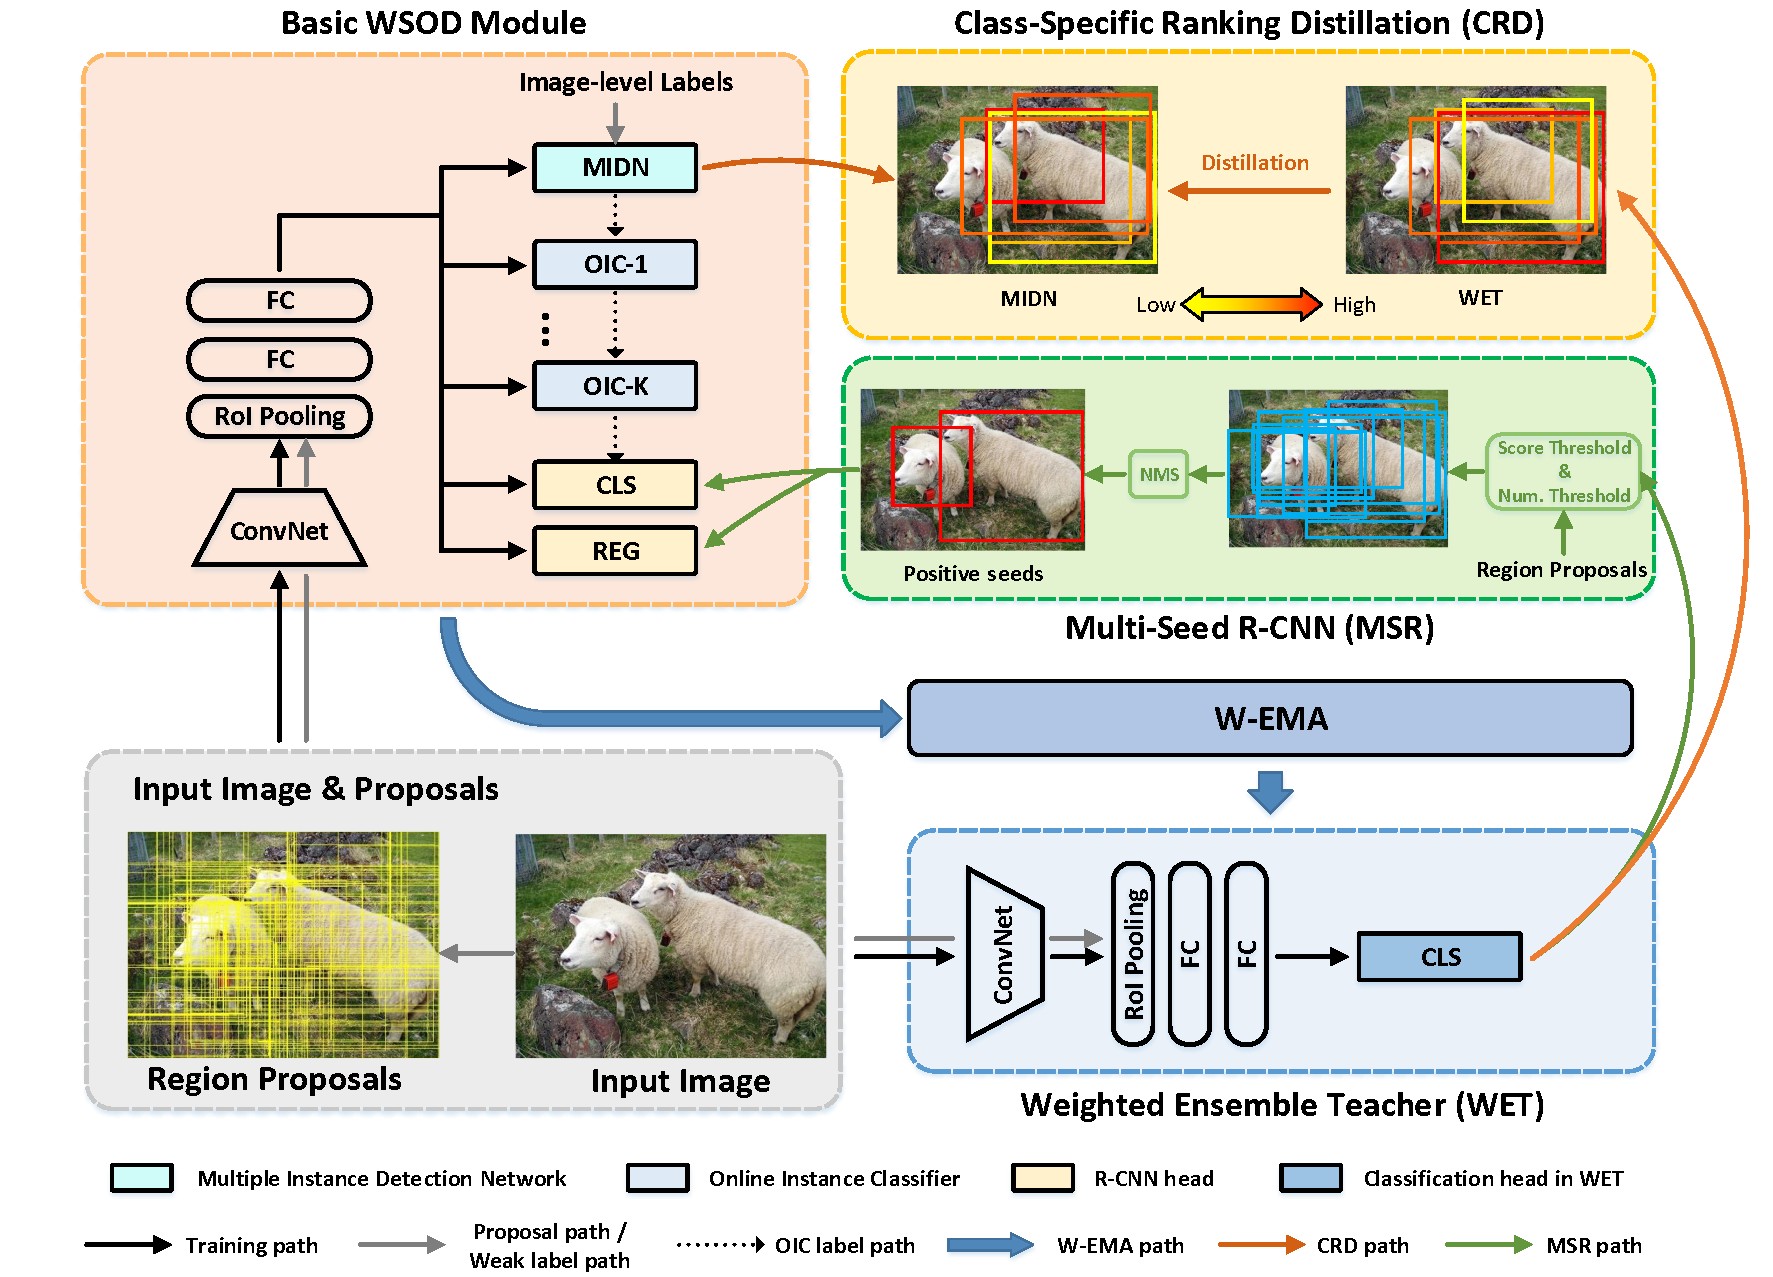 Basic WSOD Module
Class-Specific Ranking Distillation (CRD)
Image-level Labels
MIDN
OIC-1
OIC-K
CLS
REG
FC
FC
RoI Pooling
ConvNet
Distillation
MIDN
Low
High
WET
Positive seeds
NMS
Score Threshold
&
Num. Threshold
Region Proposals
Multi-Seed R-CNN (MSR)
W-EMA
Input Image & Proposals
Region Proposals
Input Image
ConvNet
RoI Pooling
FC
FC
CLS
Weighted Ensemble Teacher (WET)
Multiple Instance Detection Network
Online Instance Classifier
R-CNN head
Classification head in WET
Training path
Proposal path /
Weak label path
OIC label path
W-EMA path
CRD path
MSR path